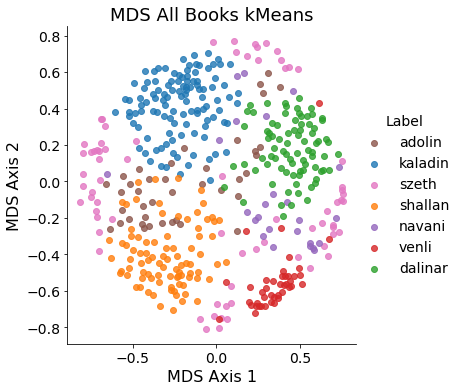 MDS All Books kMeans
MDS Axis 2
0.8
0.6
0.4
0.2
0.0
−0.2
−0.4
−0.6
−0.8
−0.5
0.0
0.5
MDS Axis 1
Label
adolin
kaladin
szeth
shallan
navani
venli
dalinar